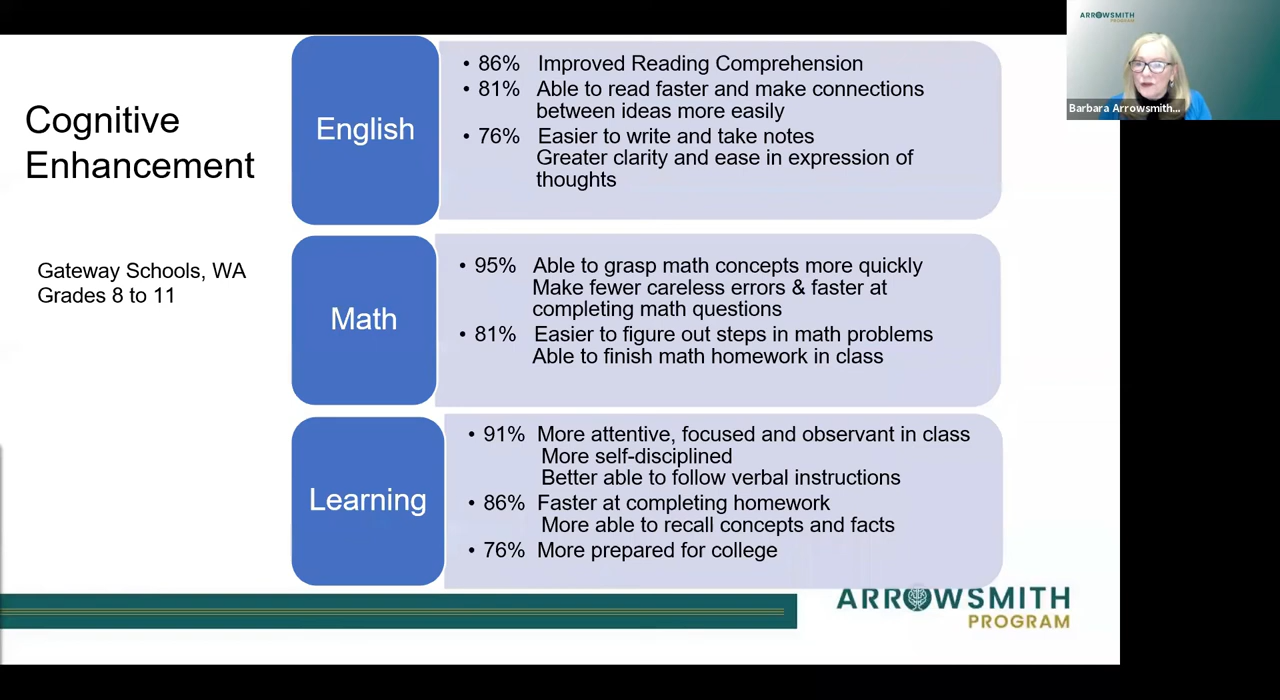 Cognitive
Enhancement
Gateway Schools, WA
Grades 8 to 11
English
• 86% Improved Reading Comprehension
• 81% Able to read faster and make connections
between ideas more easily
• 76% Easier to write and take notes
Greater clarity and ease in expression of
thoughts
Math
• 95% Able to grasp math concepts more quickly
Make fewer careless errors & faster at
completing math questions
• 81% Easier to figure out steps in math problems
Able to finish math homework in class
Learning
• 91% More attentive, focused and observant in class
More self-disciplined
Better able to follow verbal instructions
• 86% Faster at completing homework
More able to recall concepts and facts
• 76% More prepared for college
ARROWSMITH
PROGRAM
ARROWSMITH
PROGRAM
Barbara Arrowsmith...